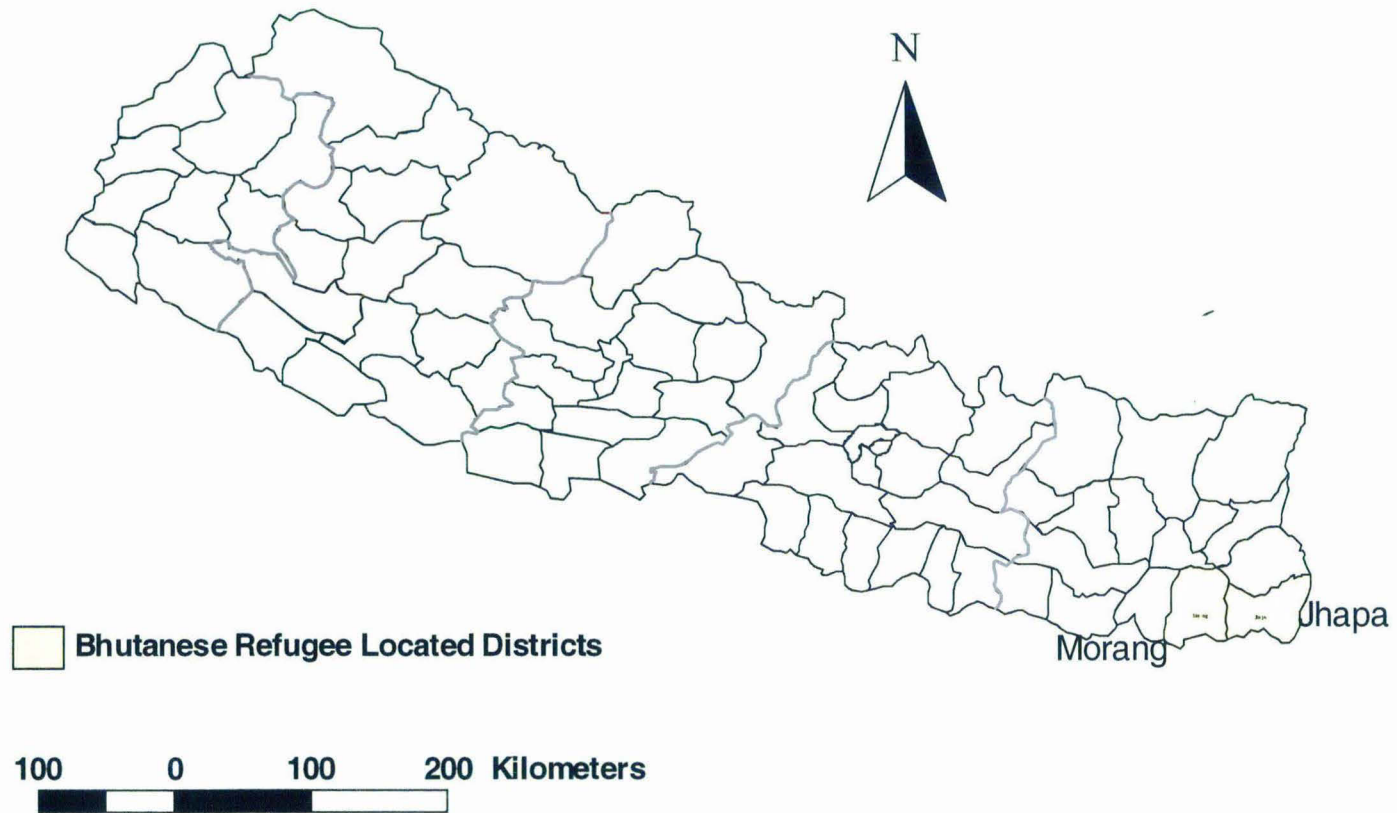 N
Jhapa
Morang
Bhutanese Refugee Located Districts
100 0 100 200 Kilometers